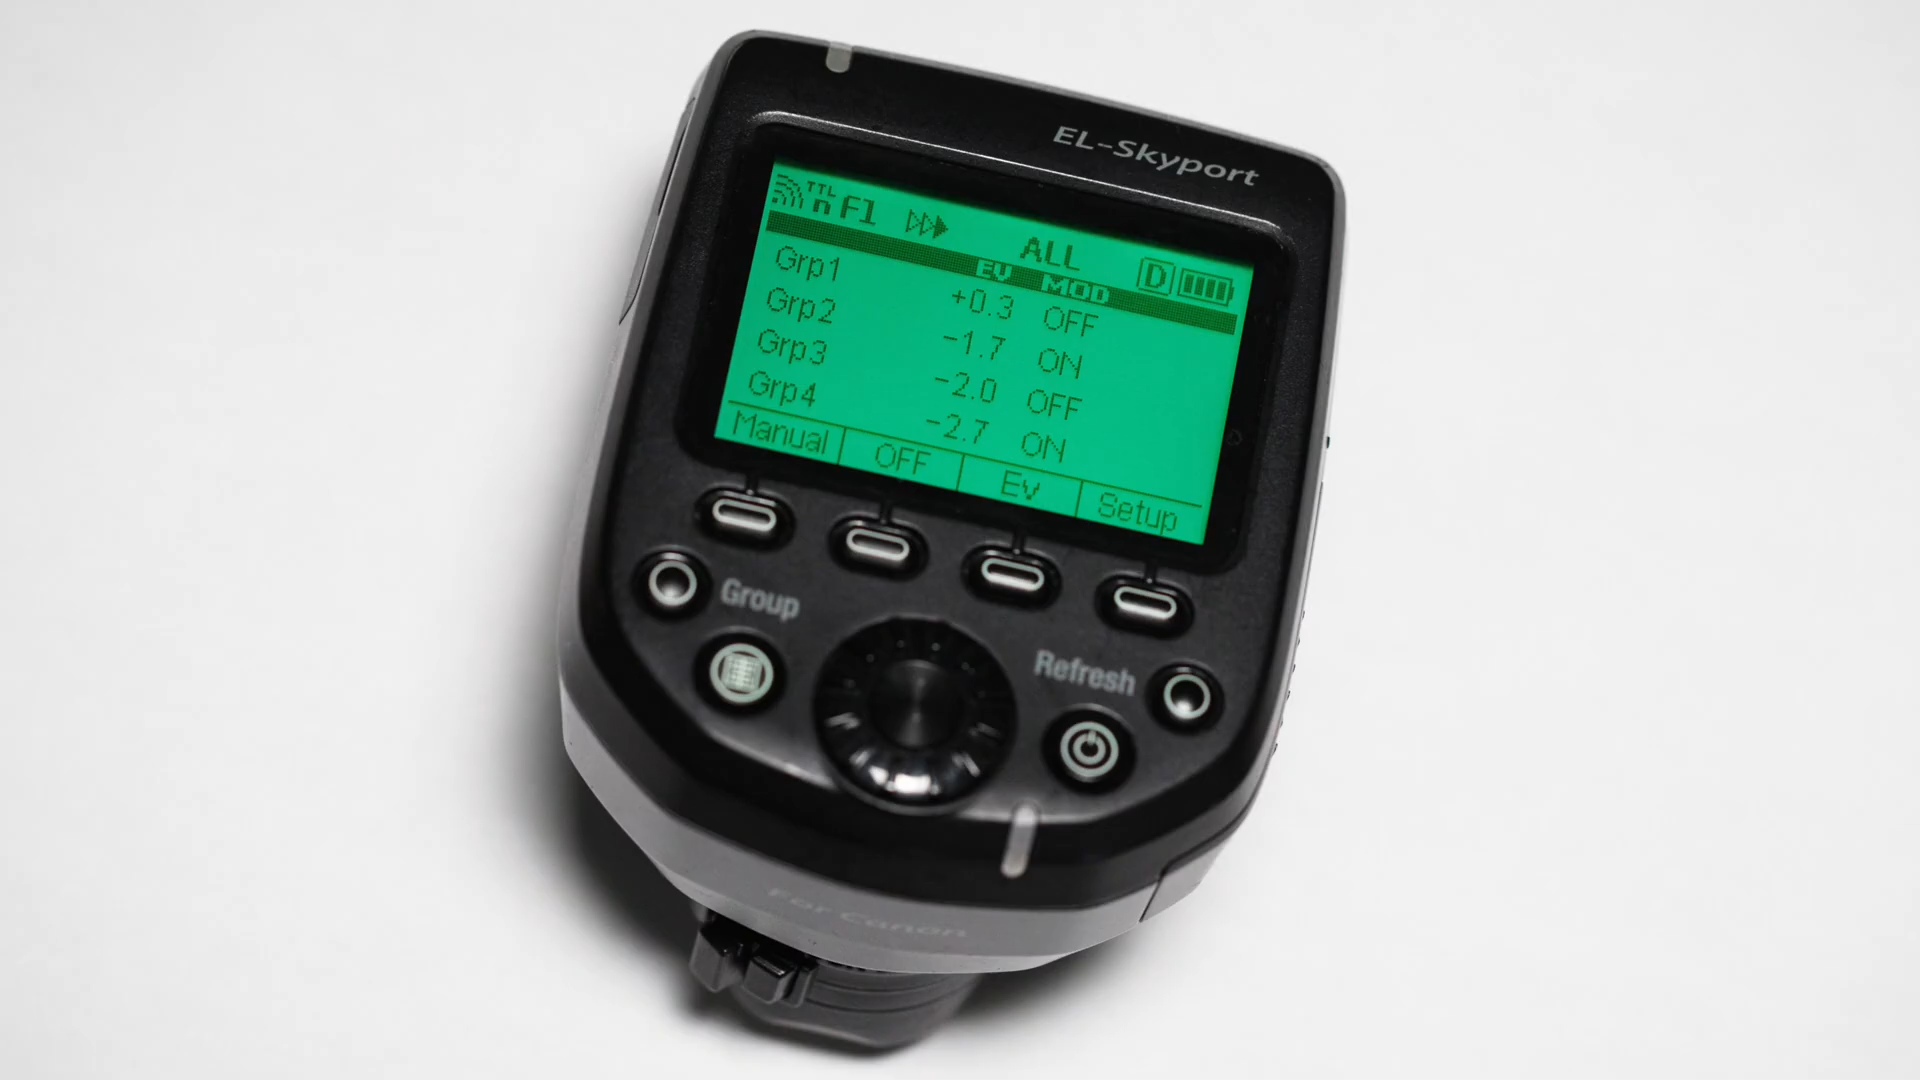 EL-Skyport
TTL
n F1 ALL D
EV MOD
Grp1 +0.3 OFF
Grp2 -1.7 ON
Grp3 -2.0 OFF
Grp4 -2.7 ON
Manual OFF Ev Setup
Group
Refresh
For Canon